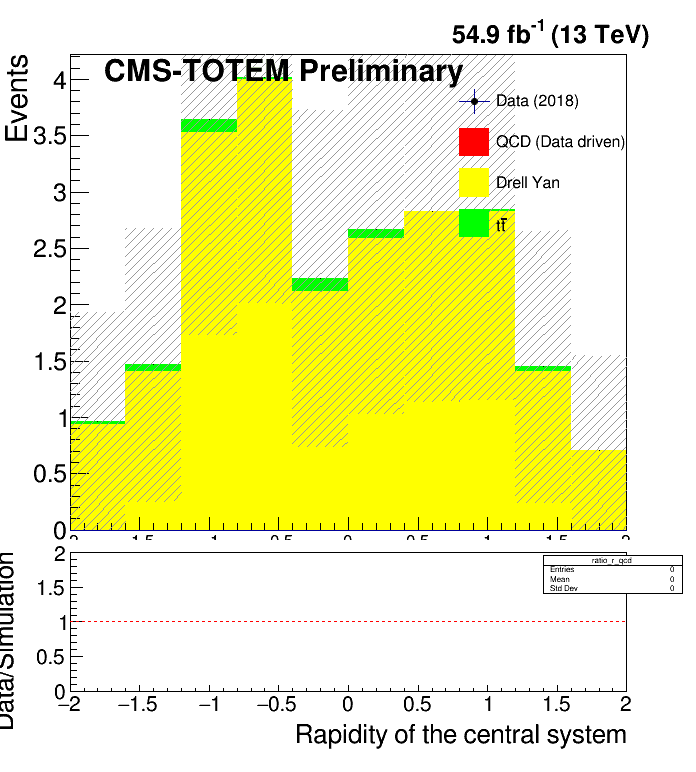 54.9 fb-1 (13 TeV)
CMS-TOTEM Preliminary
Events
4
3.5
3
2.5
2
1.5
1
0.5
0
Data (2018)
QCD (Data driven)
Drell Yan
tt̄
-2 -1.5 -1 -0.5 0 0.5 1 1.5 2
Data/Simulation
2
1.5
1
0.5
0
ratio_r_qcd
Entries 0
Mean 0
Std Dev 0
−2 −1.5 −1 −0.5 0 0.5 1 1.5 2
Rapidity of the central system